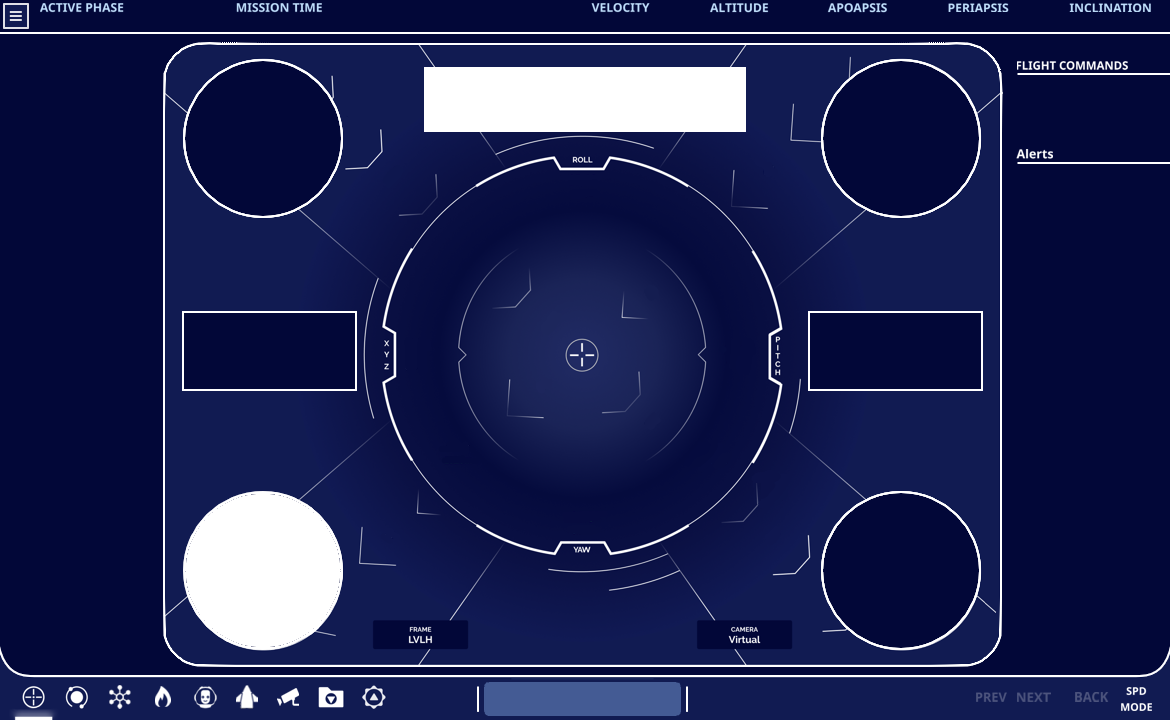 ACTIVE PHASE
MISSION TIME
VELOCITY
ALTITUDE
APOAPSIS
PERIAPSIS
INCLINATION
FLIGHT COMMANDS
Alerts
ROLL
XYZ
PITCH
YAW
FRAME
LVLH
CAMERA
Virtual
PREV
NEXT
BACK
SPD
MODE